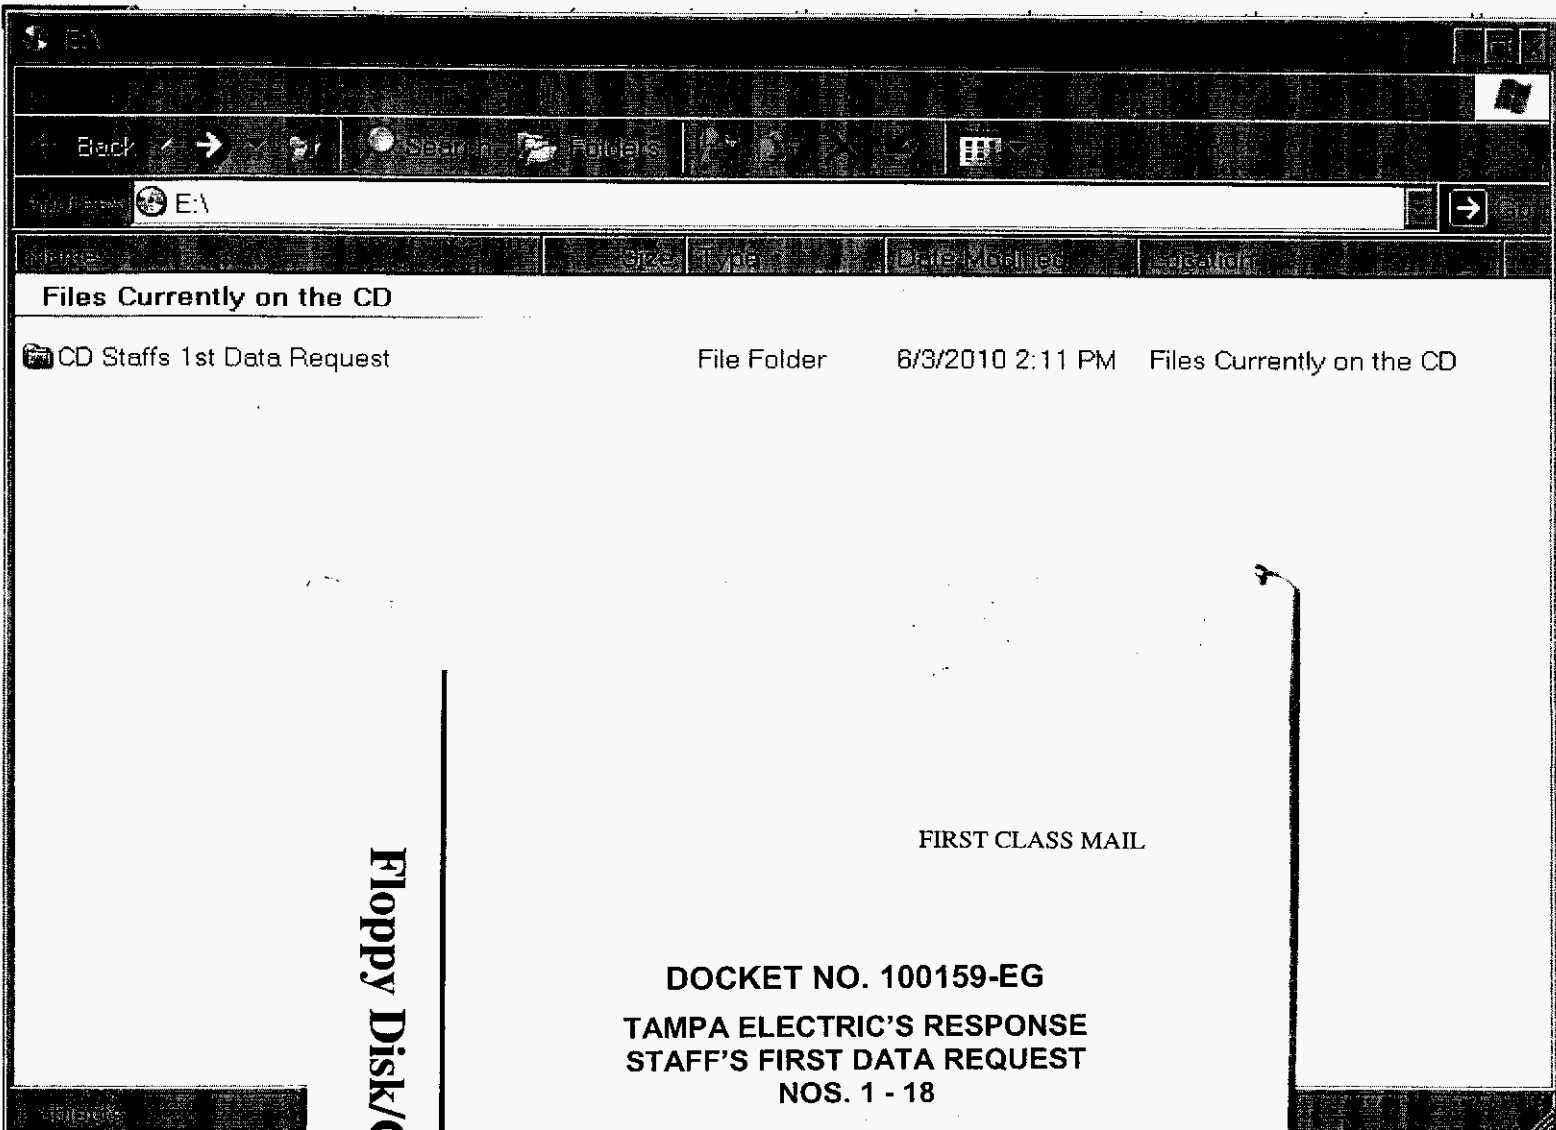 E:\
Back Search Folders
E:\
Name Size Type Date Modified Location
Files Currently on the CD
CD Staffs 1st Data Request File Folder 6/3/2010 2:11 PM Files Currently on the CD
FIRST CLASS MAIL
Floppy Disk/
DOCKET NO. 100159-EG
TAMPA ELECTRIC'S RESPONSE
STAFF'S FIRST DATA REQUEST
NOS. 1 - 18